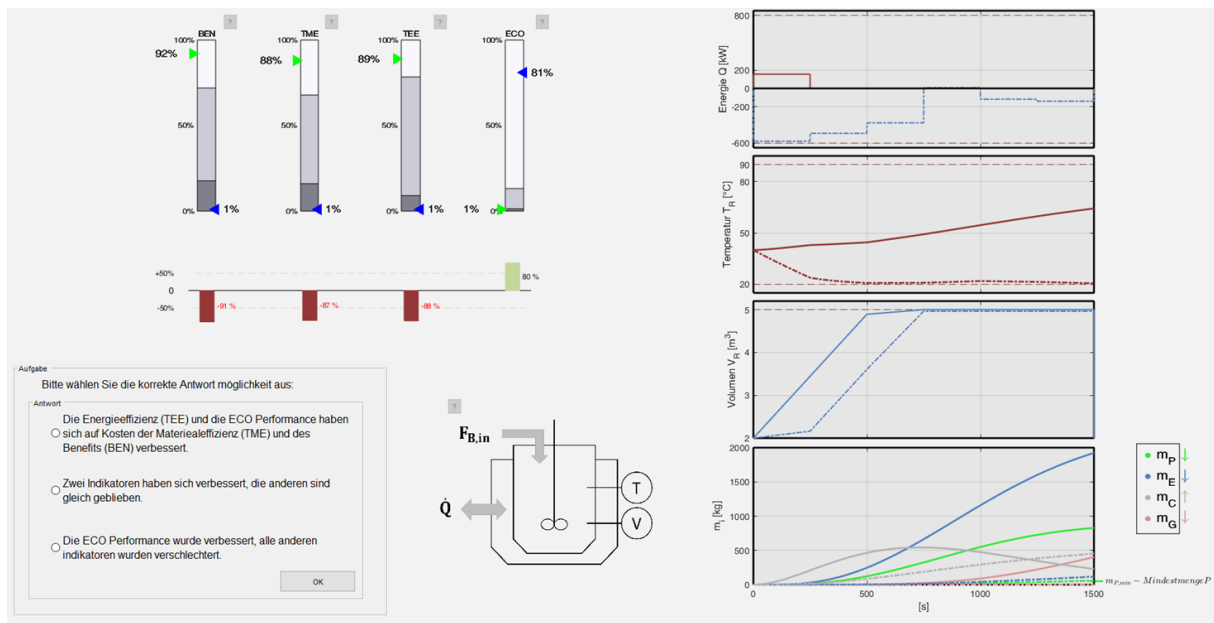 ? ? ? ?
BEN TME TEE ECO
100% 100% 100% 100%
92% 88% 89% 81%
50% 50% 50% 50%
0% 1% 0% 1% 0% 1% 1% 0%
+50%
0
-50%
-91 % -87 % -88 % 80 %
Aufgabe
Bitte wählen Sie die korrekte Antwort möglichkeit aus:
Antwort
Die Energieeffizienz (TEE) und die ECO Performance haben
sich auf Kosten der Materiealeffizienz (TME) und des
Benefits (BEN) verbessert.
Zwei Indikatoren haben sich verbessert, die anderen sind
gleich geblieben.
Die ECO Performance wurde verbessert, alle anderen
indikatoren wurden verschlechtert.
OK
?
F_B,in
Q̇
T
V
Energie Q [kW]
800
200
0
-200
-600
Temperatur T_R [°C]
90
80
50
20
Volumen V_R [m³]
5
4
3
2
m_i [kg]
2000
1500
1000
500
0
0 500 1000 1500
[s]
m_P ↓
m_E ↓
m_C ↑
m_G ↓
m_P,min − MindestmengeP